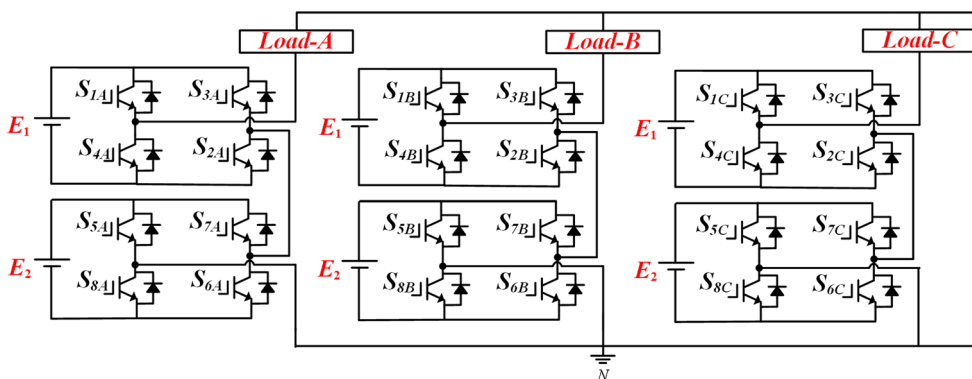 Load-A Load-B Load-C
S1A S3A S1B S3B S1C S3C
E1 E1 E1
S4A S2A S4B S2B S4C S2C
S5A S7A S5B S7B S5C S7C
E2 E2 E2
S8A S6A S8B S6B S8C S6C
N